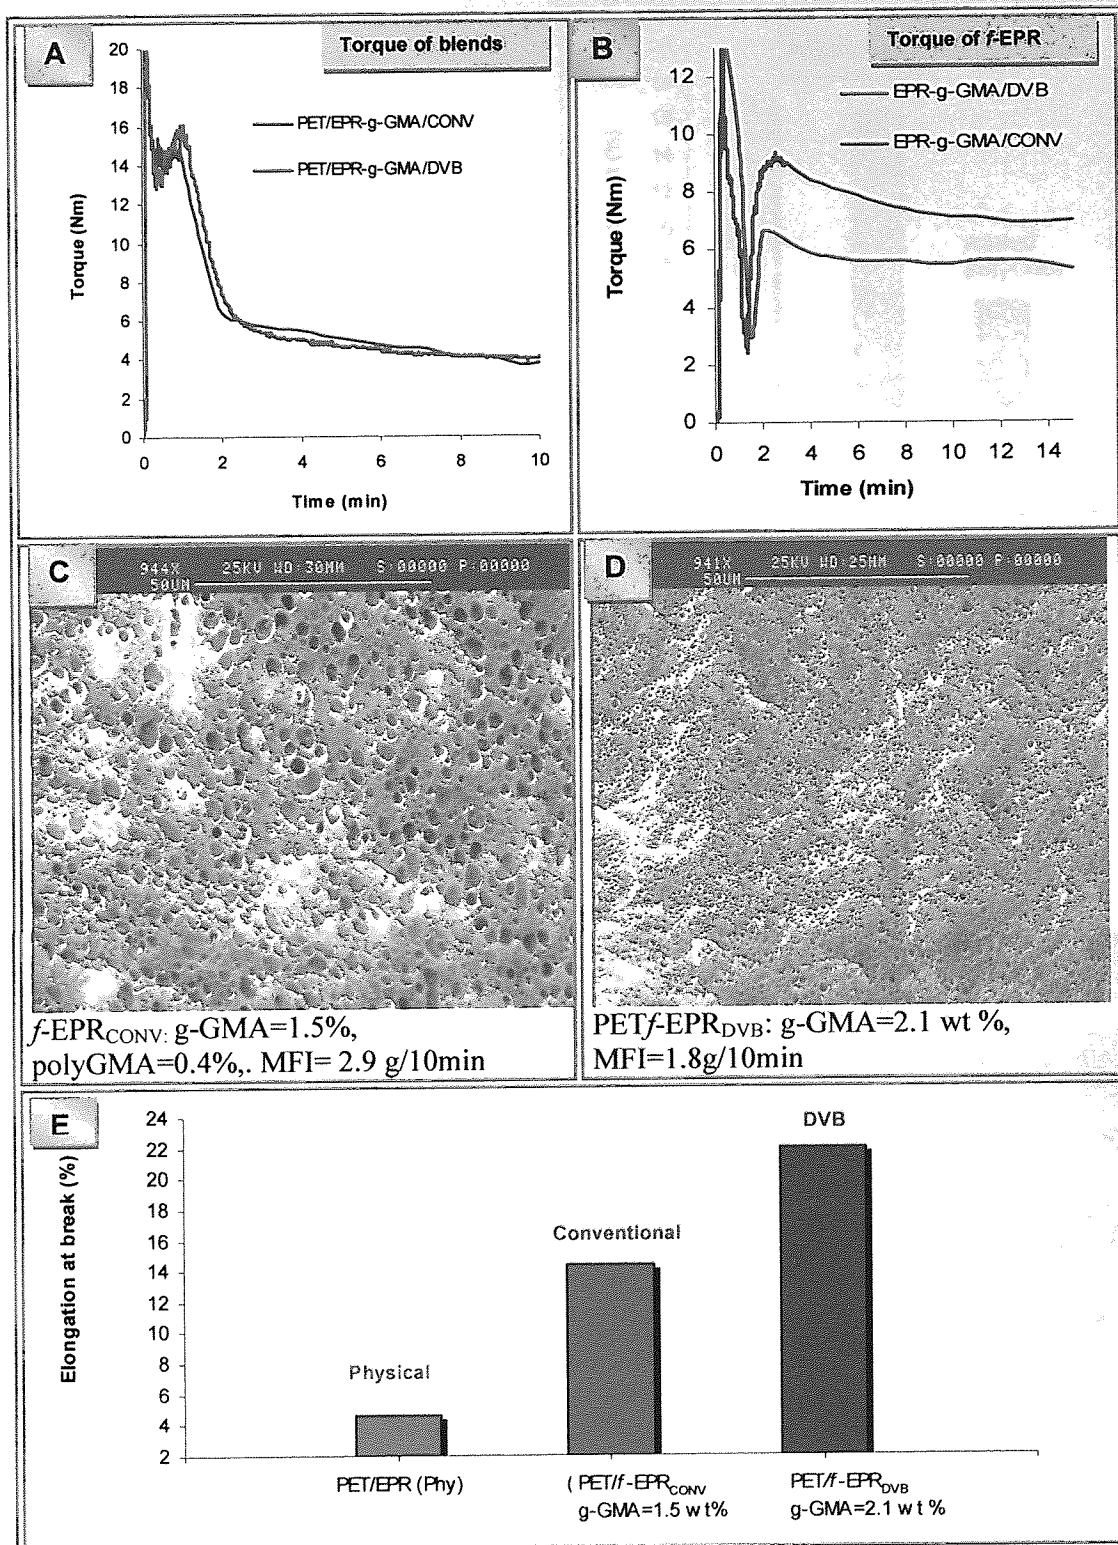 A
Torque of blends
20
18
16
14
12
10
8
6
4
2
0
Torque (Nm)
PET/EPR-g-GMA/CONV
PET/EPR-g-GMA/DVB
0 2 4 6 8 10
Time (min)
B
Torque of f-EPR
12
10
8
6
4
2
0
Torque (Nm)
EPR-g-GMA/DVB
EPR-g-GMA/CONV
0 2 4 6 8 10 12 14
Time (min)
C
944X 25KV WD:30MM S:00000 P:00000
50UM
f-EPRCONV: g-GMA=1.5%,
polyGMA=0.4%,. MFI= 2.9 g/10min
D
941X 25KV WD:25MM S:00000 P:00000
50UM
PETf-EPRDVB: g-GMA=2.1 wt %,
MFI=1.8g/10min
E
24
22
20
18
16
14
12
10
8
6
4
2
Elongation at break (%)
Physical
Conventional
DVB
PET/EPR (Phy)
( PET/f-EPRCONV
g-GMA=1.5 wt%
PET/f-EPRDVB
g-GMA=2.1 wt %